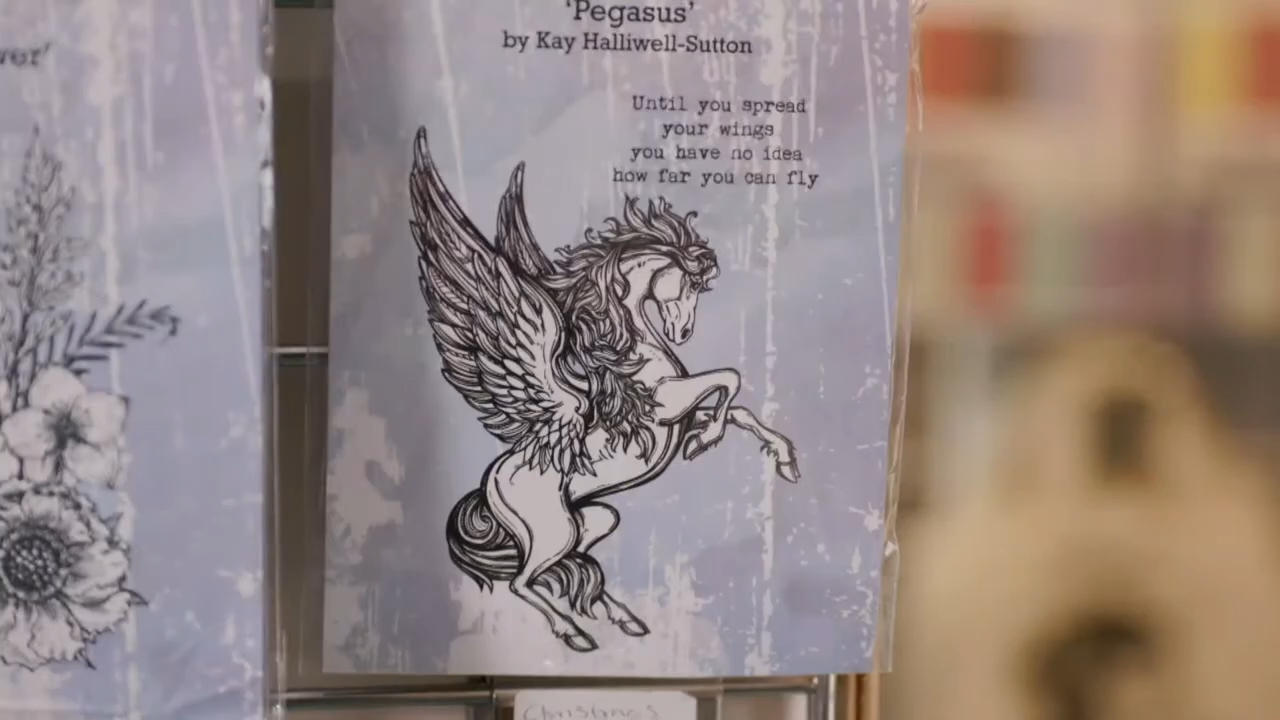 'Pegasus'
by Kay Halliwell-Sutton
Until you spread
your wings
you have no idea
how far you can fly
Christmas